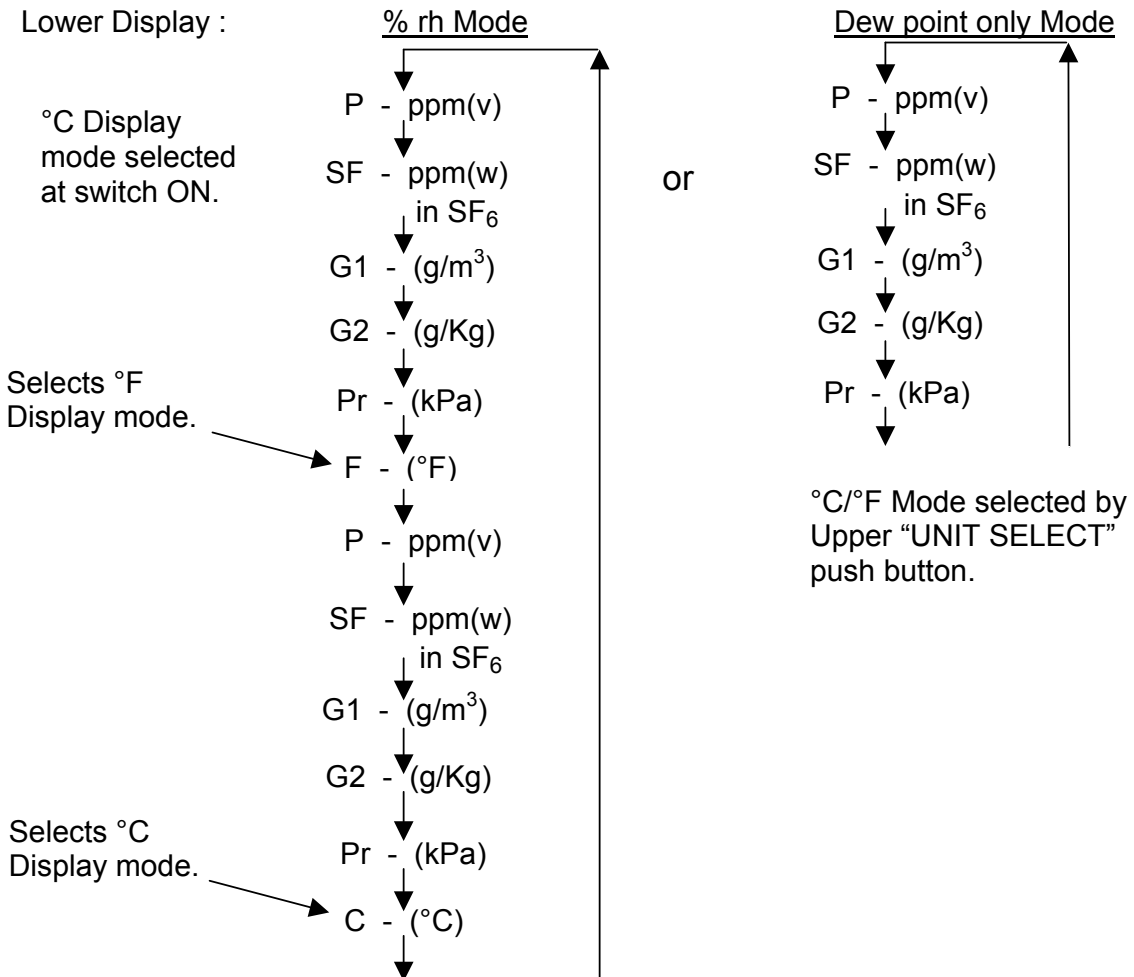 Lower Display :
% rh Mode
Dew point only Mode
°C Display
mode selected
at switch ON.
P - ppm(v)
SF - ppm(w)
in SF6
G1 - (g/m3)
G2 - (g/Kg)
Pr - (kPa)
Selects °F
Display mode.
F - (°F)
P - ppm(v)
SF - ppm(w)
in SF6
G1 - (g/m3)
G2 - (g/Kg)
Pr - (kPa)
Selects °C
Display mode.
C - (°C)
or
P - ppm(v)
SF - ppm(w)
in SF6
G1 - (g/m3)
G2 - (g/Kg)
Pr - (kPa)
°C/°F Mode selected by
Upper “UNIT SELECT”
push button.